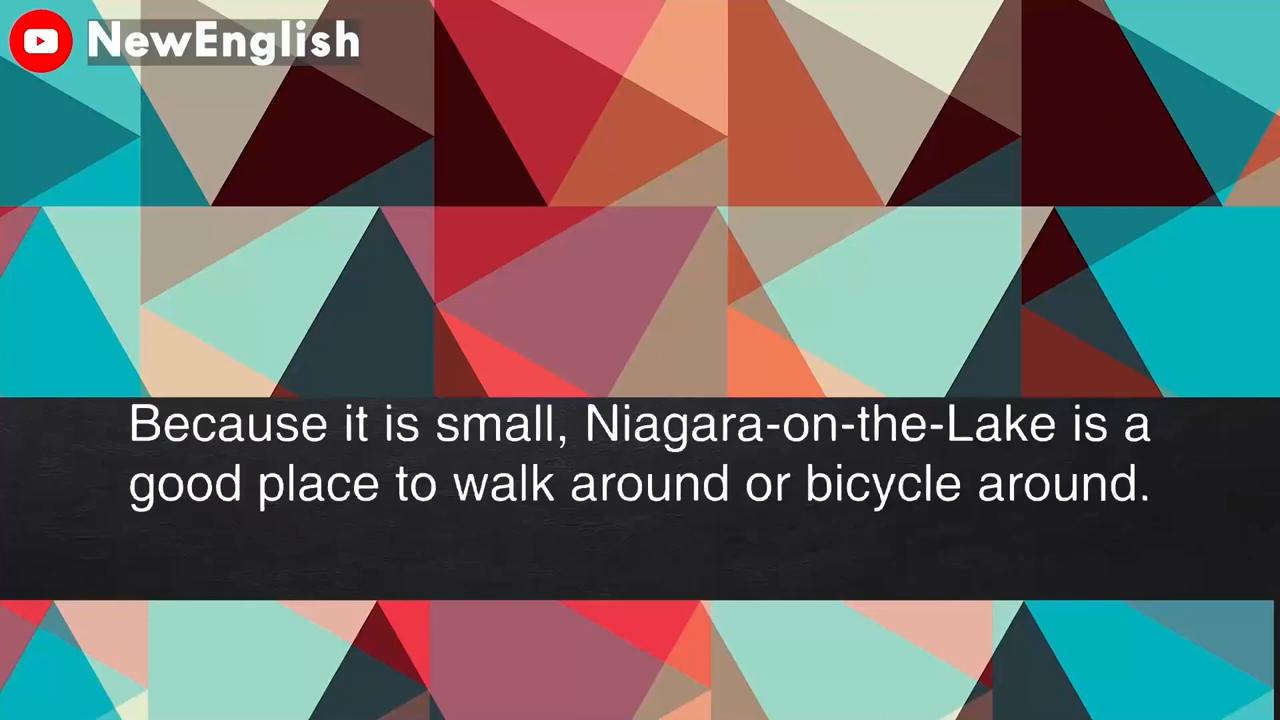 NewEnglish
Because it is small, Niagara-on-the-Lake is a
good place to walk around or bicycle around.